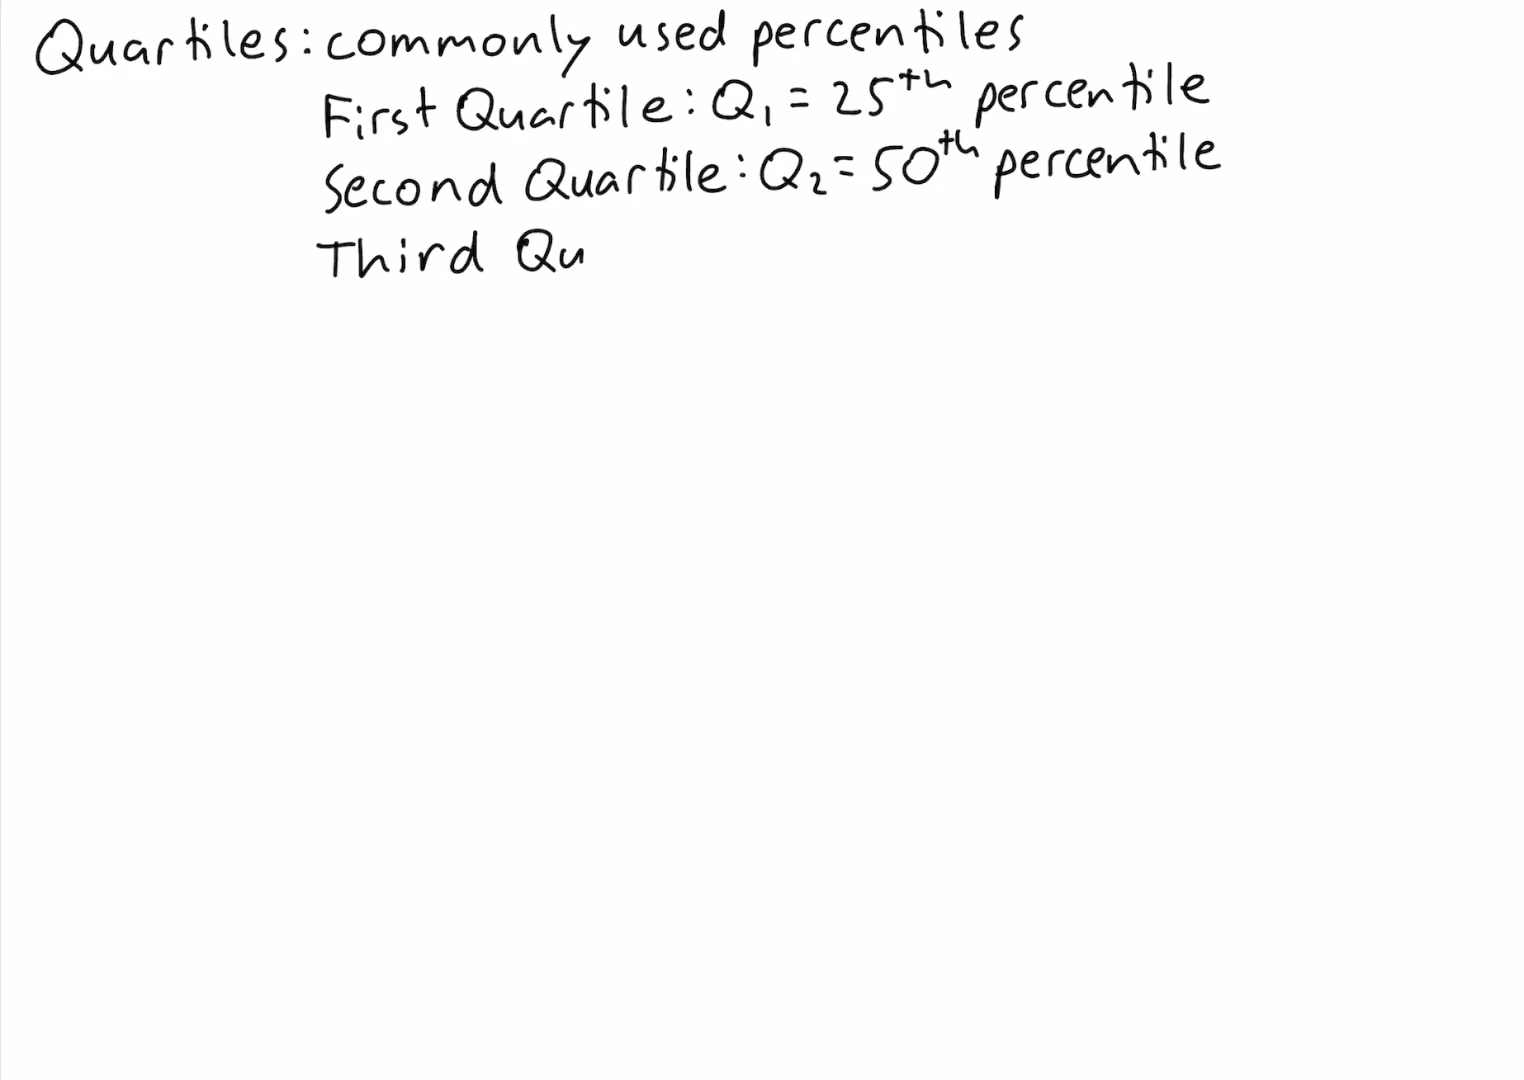 Quartiles: commonly used percentiles
First Quartile: Q₁ = 25ᵗʰ percentile
Second Quartile: Q₂ = 50ᵗʰ percentile
Third Qu